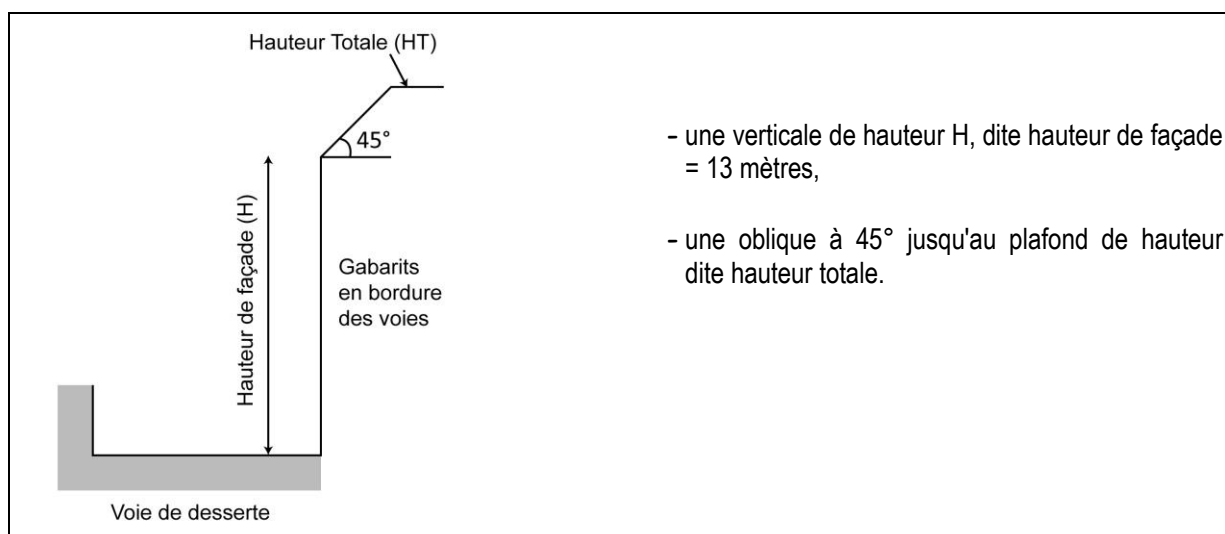 Hauteur Totale (HT)
45°
Hauteur de façade (H)
Gabarits
en bordure
des voies
Voie de desserte
- une verticale de hauteur H, dite hauteur de façade
= 13 mètres,
- une oblique à 45° jusqu'au plafond de hauteur
dite hauteur totale.